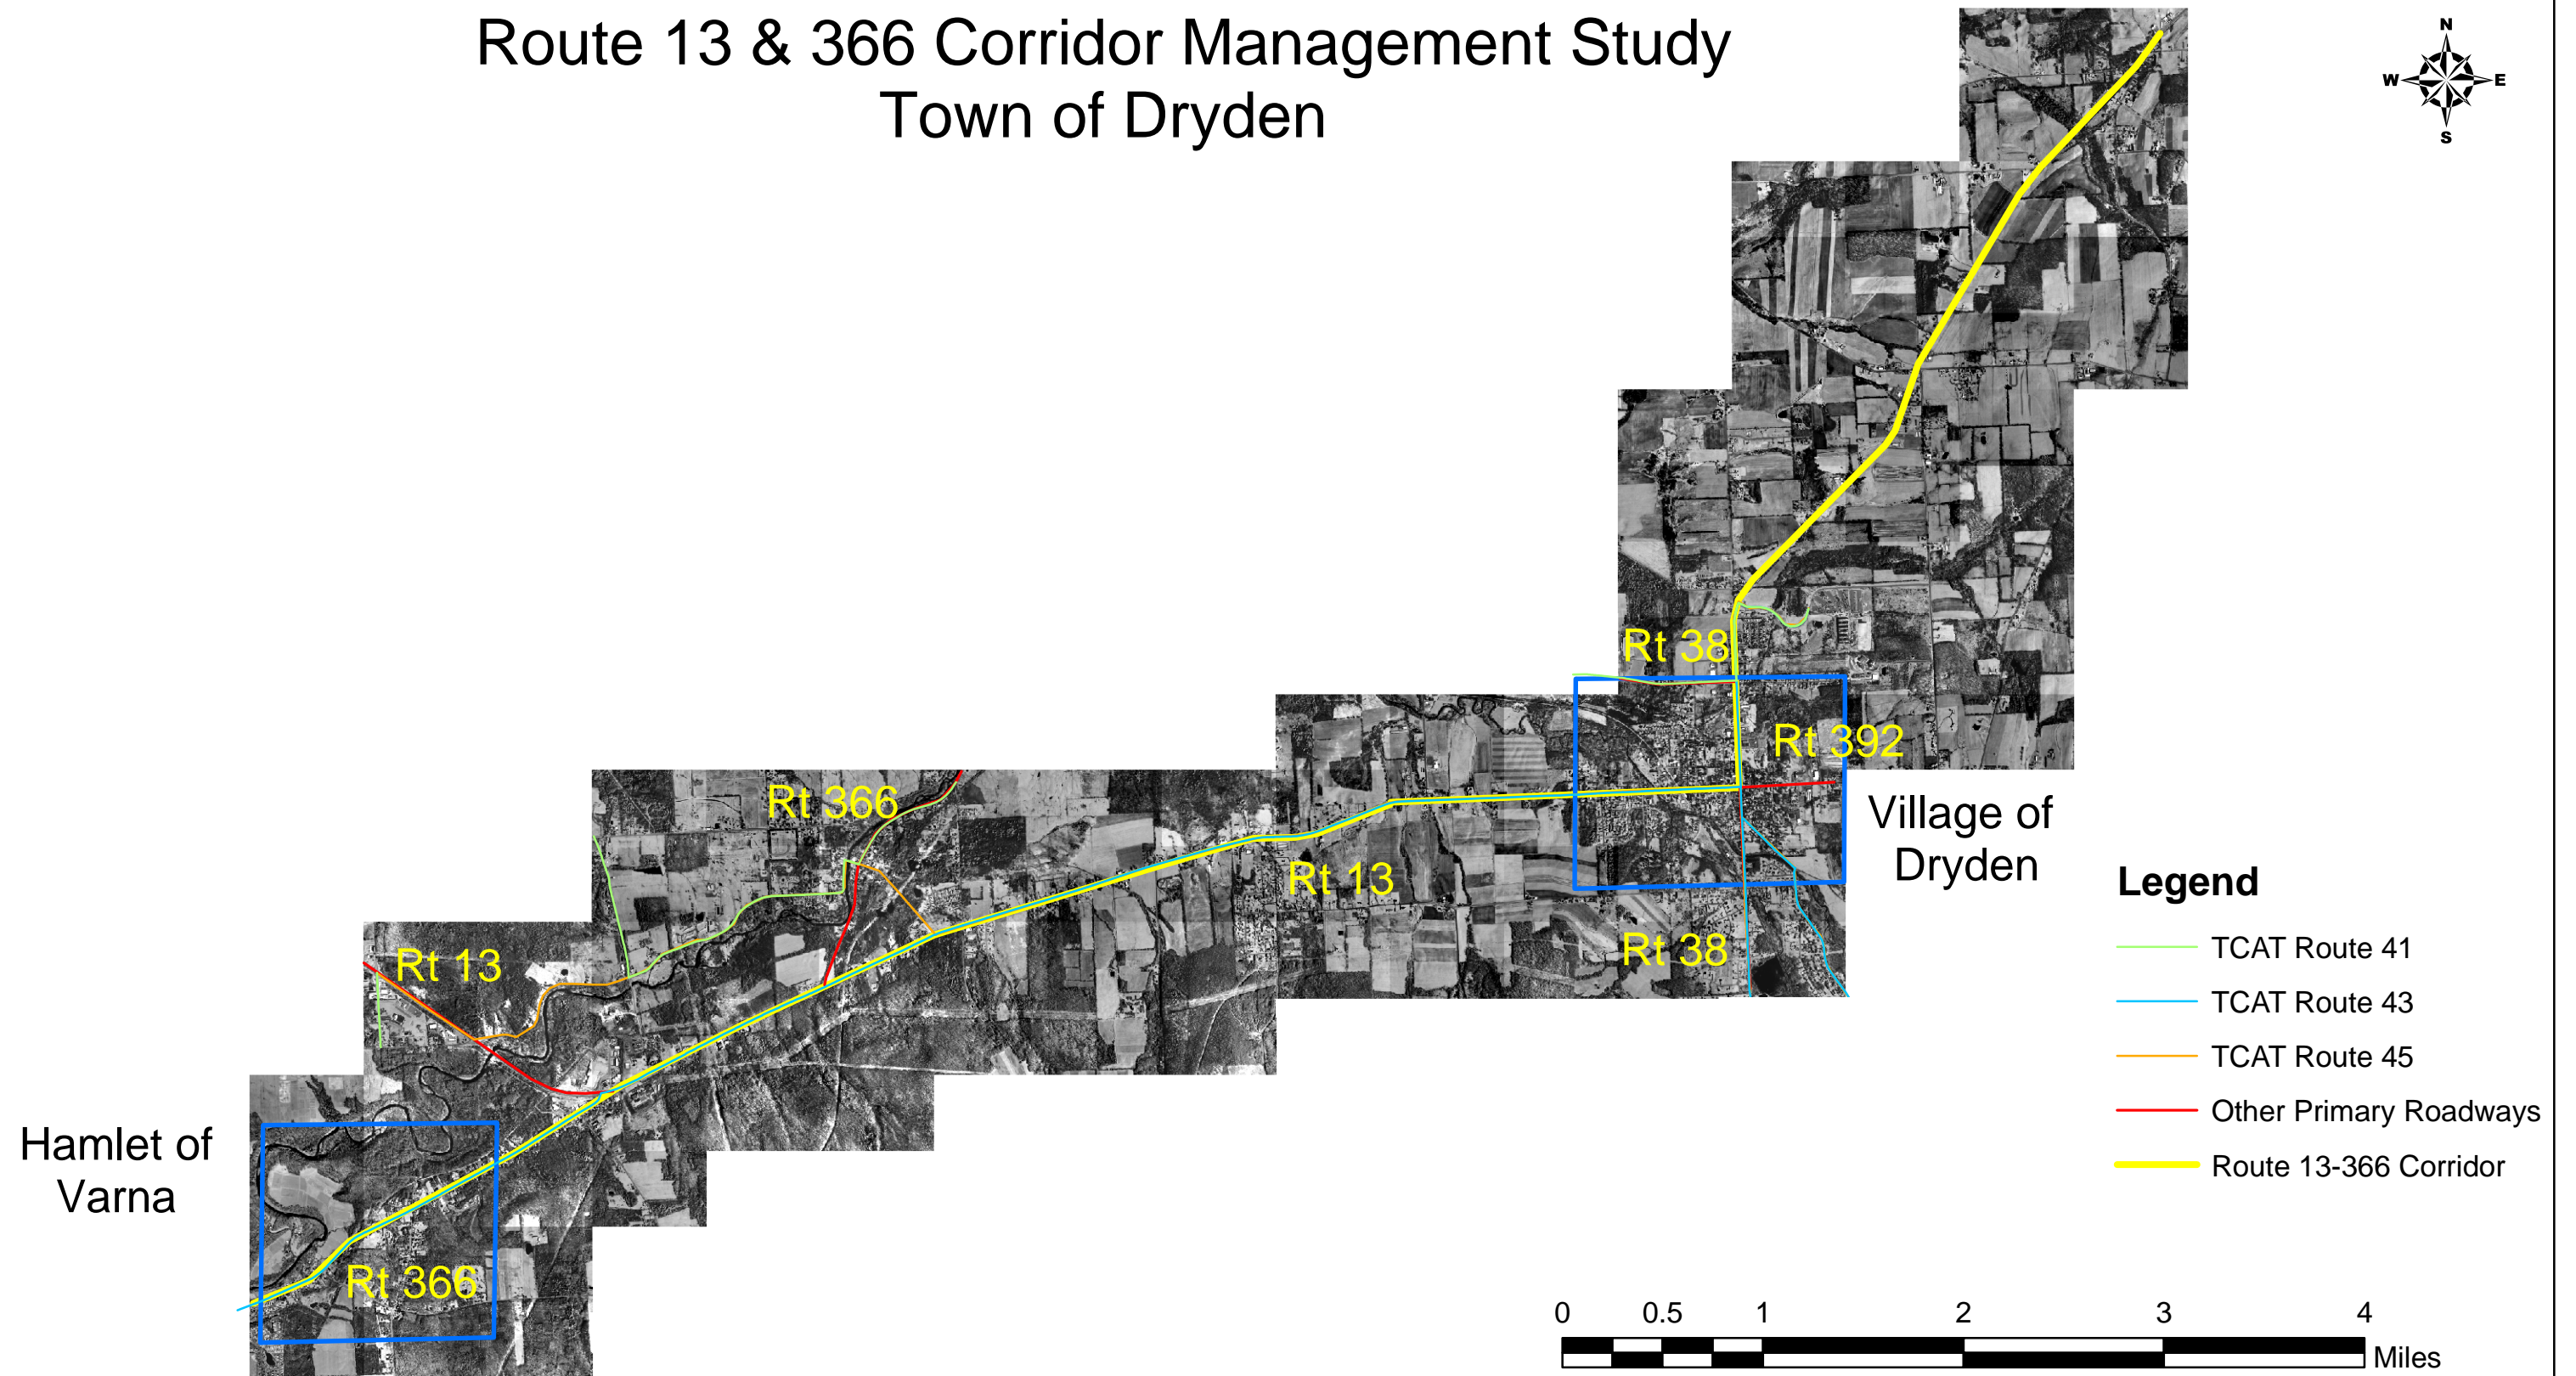 Route 13 & 366 Corridor Management Study
Town of Dryden
N
W
E
S
Rt 38
Rt 392
Rt 366
Rt 13
Rt 13
Rt 38
Rt 366
Village of
Dryden
Hamlet of
Varna
Legend
TCAT Route 41
TCAT Route 43
TCAT Route 45
Other Primary Roadways
Route 13-366 Corridor
0 0.5 1 2 3 4
Miles